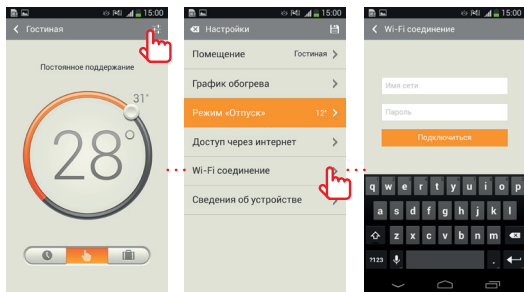 15:00
Гостиная
Постоянное поддержание
31°
28°
15:00
Настройки
Помещение Гостиная
График обогрева
Режим «Отпуск» 12°
Доступ через интернет
Wi-Fi соединение
Сведения об устройстве
15:00
Wi-Fi соединение
Имя сети
Пароль
Подключиться
q w e r t y u i o p
a s d f g h j k l
z x c v b n m
?123 .